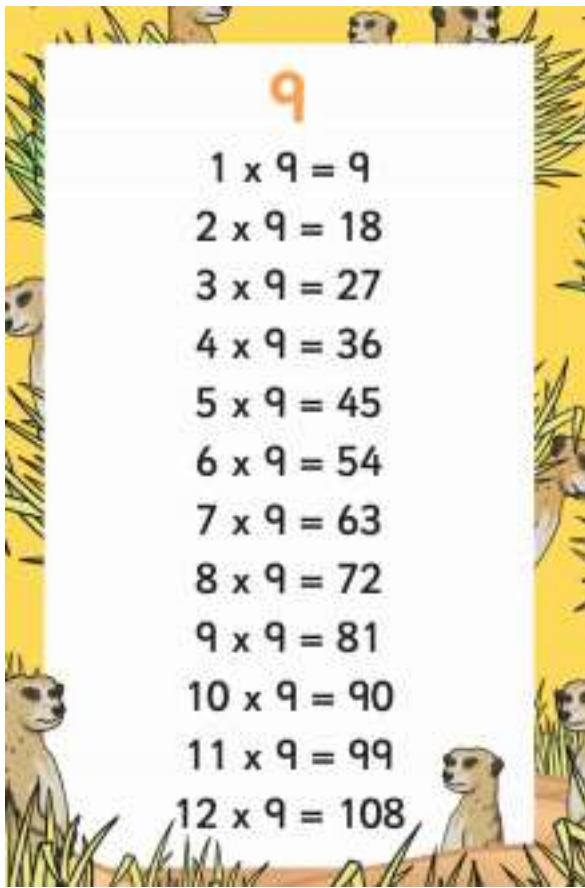 9
1 x 9 = 9
2 x 9 = 18
3 x 9 = 27
4 x 9 = 36
5 x 9 = 45
6 x 9 = 54
7 x 9 = 63
8 x 9 = 72
9 x 9 = 81
10 x 9 = 90
11 x 9 = 99
12 x 9 = 108